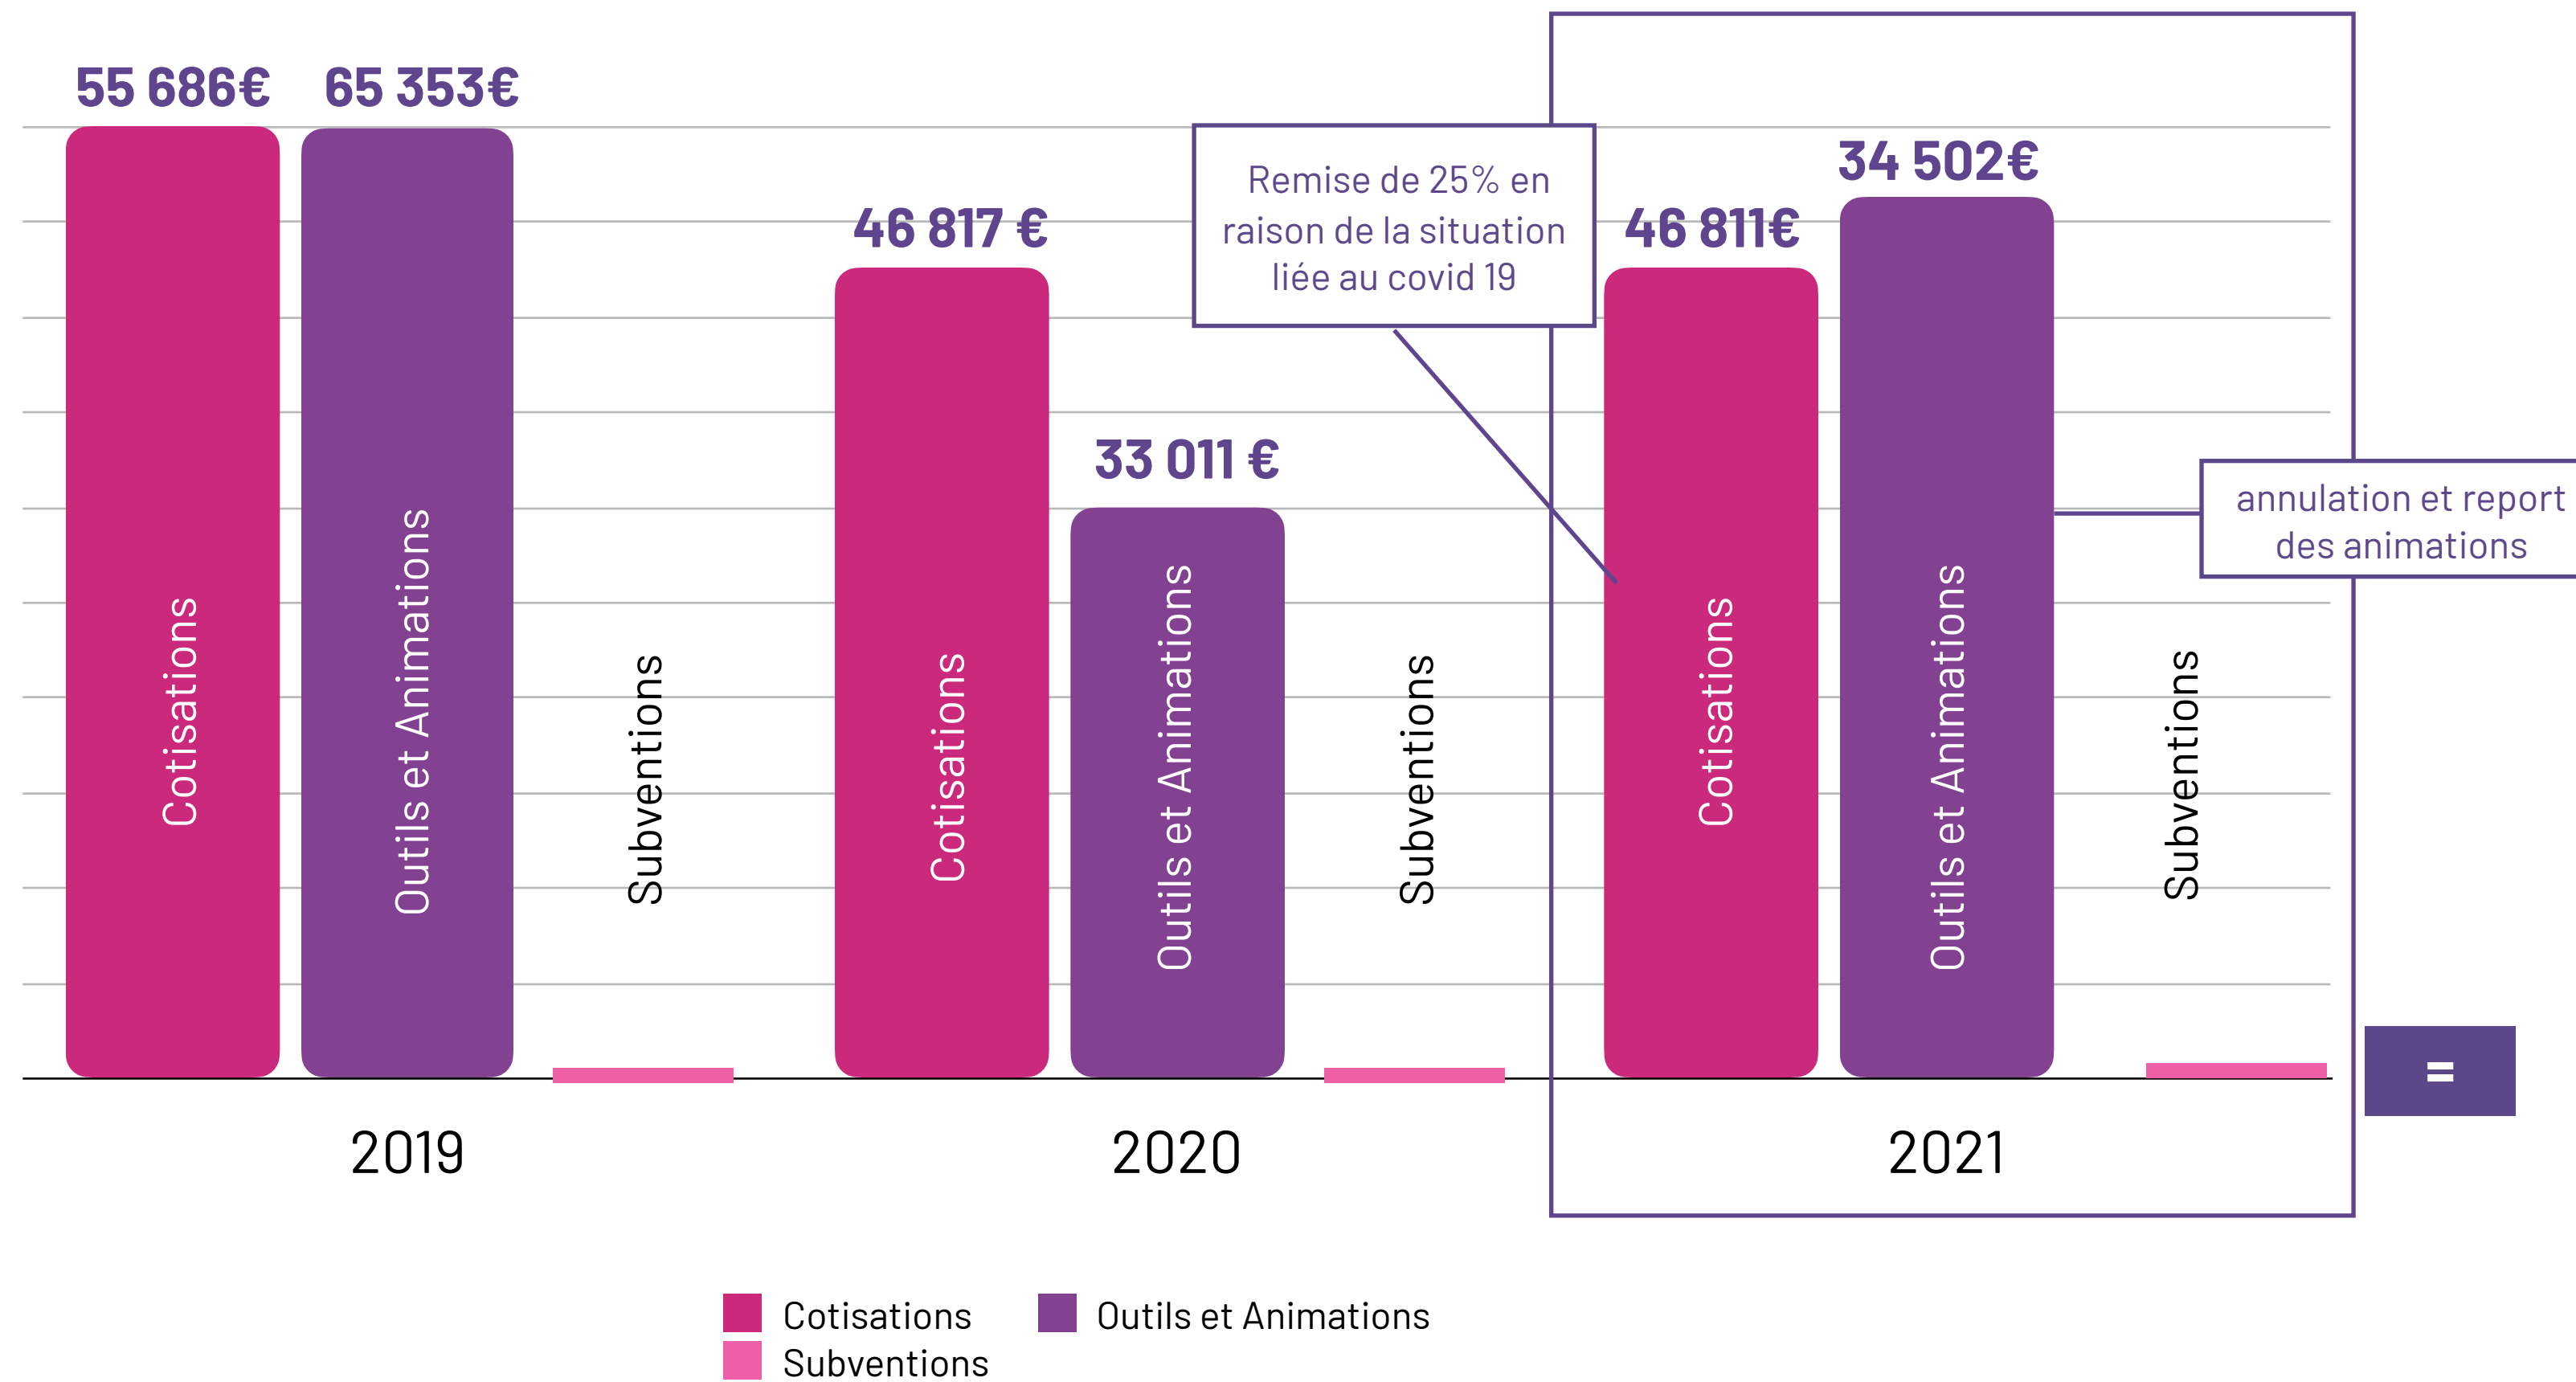 55 686€
65 353€
46 817 €
33 011 €
Remise de 25% en
raison de la situation
liée au covid 19
46 811€
34 502€
annulation et report
des animations
Cotisations
Outils et Animations
Subventions
Cotisations
Outils et Animations
Subventions
Cotisations
Outils et Animations
Subventions
=
2019
2020
2021
Cotisations
Outils et Animations
Subventions